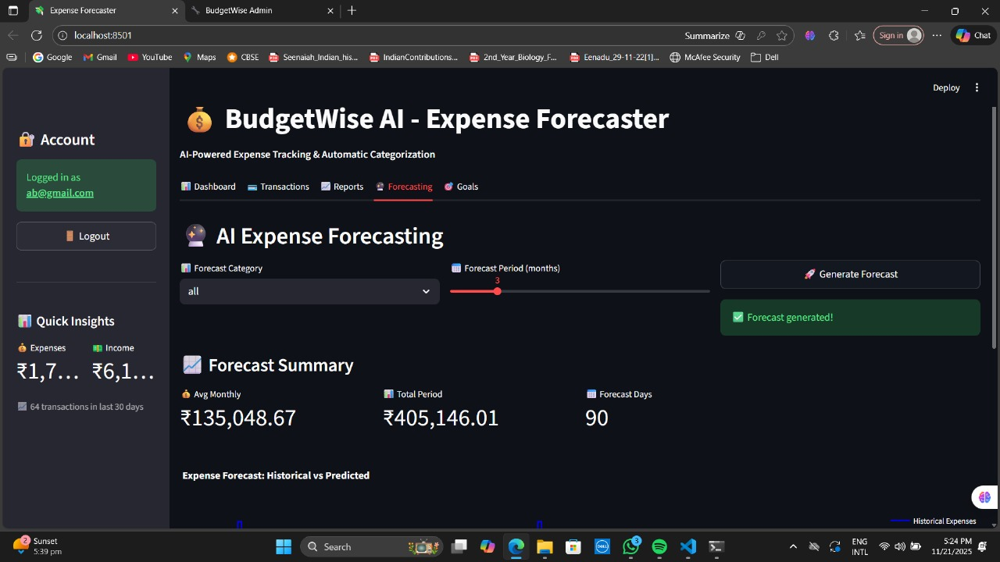 Expense Forecaster
BudgetWise Admin
localhost:8501
Summarize
Sign in
Chat
Google
Gmail
YouTube
Maps
CBSE
Seenaiah_Indian_his...
IndianContributions...
2nd_Year_Biology_F...
Eenadu_29-11-22[1]...
McAfee Security
Dell
Deploy
Account
Logged in as
ab@gmail.com
Logout
Quick Insights
Expenses
Income
₹1,7...
₹6,1...
64 transactions in last 30 days
BudgetWise AI - Expense Forecaster
AI-Powered Expense Tracking & Automatic Categorization
Dashboard
Transactions
Reports
Forecasting
Goals
AI Expense Forecasting
Forecast Category
all
Forecast Period (months)
3
Generate Forecast
Forecast generated!
Forecast Summary
Avg Monthly
₹135,048.67
Total Period
₹405,146.01
Forecast Days
90
Expense Forecast: Historical vs Predicted
Historical Expenses
2
Sunset
5:39 pm
Search
DELL
3
ENG
INTL
5:24 PM
11/21/2025